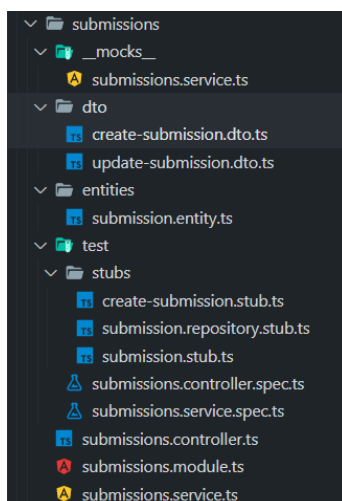 submissions
__mocks__
submissions.service.ts
dto
create-submission.dto.ts
update-submission.dto.ts
entities
submission.entity.ts
test
stubs
create-submission.stub.ts
submission.repository.stub.ts
submission.stub.ts
submissions.controller.spec.ts
submissions.service.spec.ts
submissions.controller.ts
submissions.module.ts
submissions.service.ts